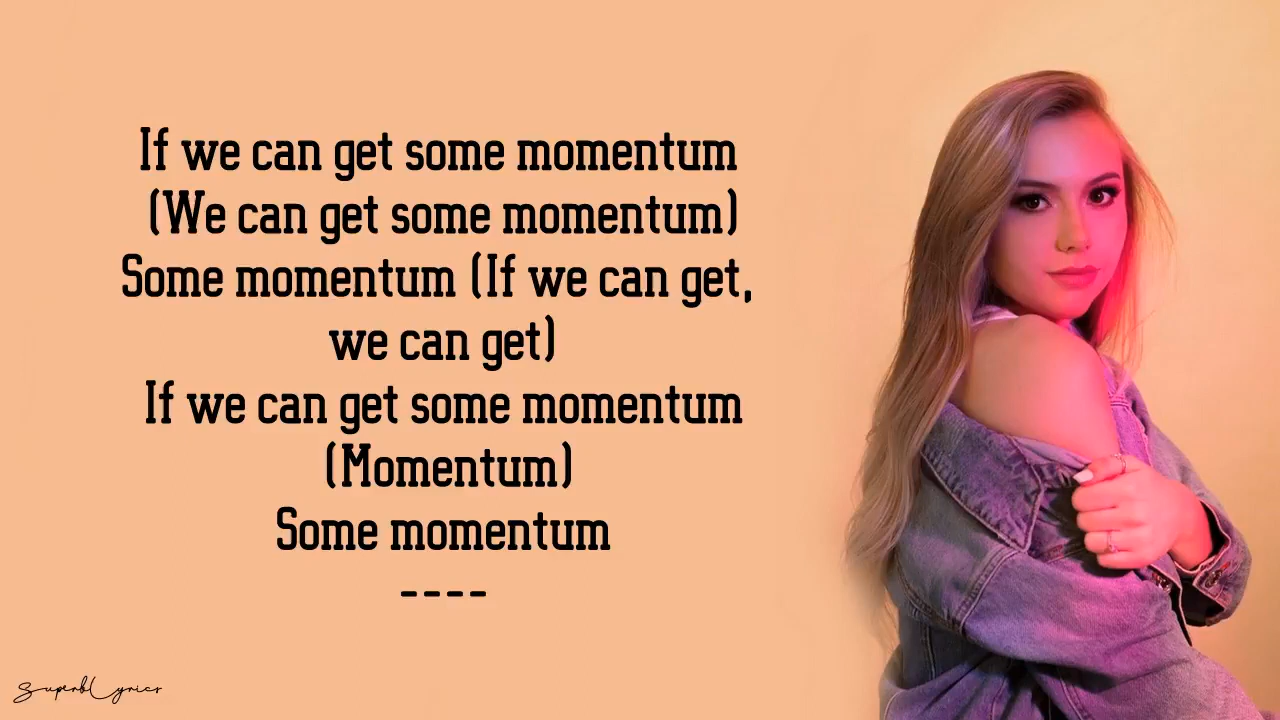 If we can get some momentum
(We can get some momentum)
Some momentum (If we can get,
we can get)
If we can get some momentum
(Momentum)
Some momentum
----
SuperbLyrics